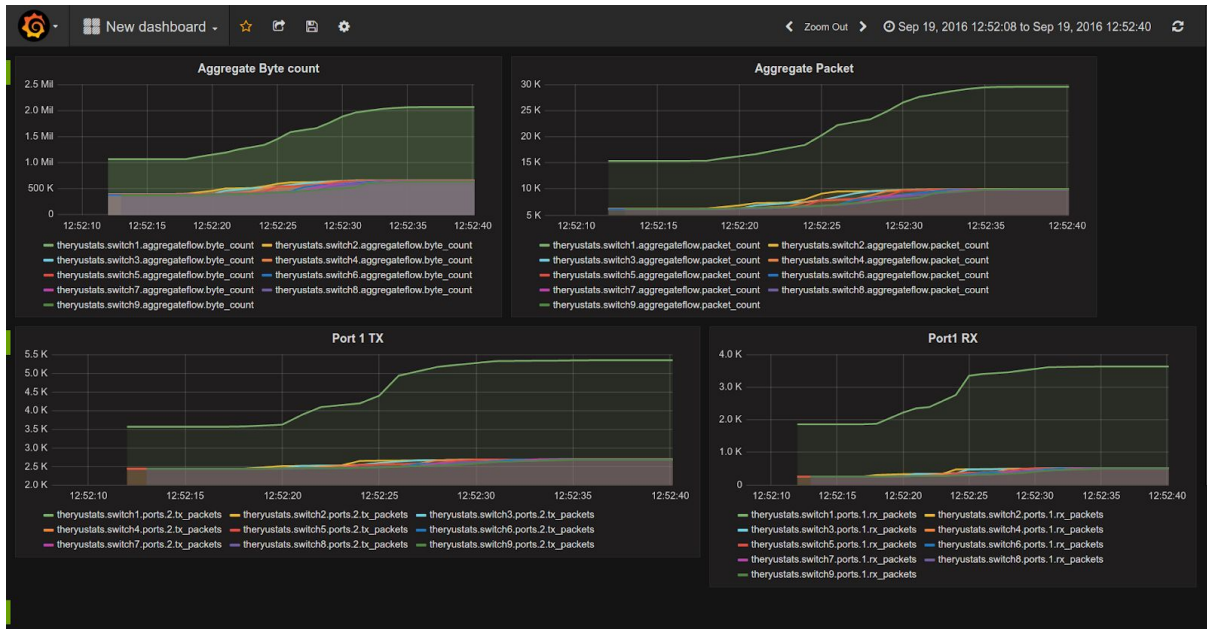 New dashboard
Zoom Out
Sep 19, 2016 12:52:08 to Sep 19, 2016 12:52:40
Aggregate Byte count
2.5 Mil
2.0 Mil
1.5 Mil
1.0 Mil
500 K
0
12:52:10 12:52:15 12:52:20 12:52:25 12:52:30 12:52:35 12:52:40
theryustats.switch1.aggregateflow.byte_count theryustats.switch2.aggregateflow.byte_count
theryustats.switch3.aggregateflow.byte_count theryustats.switch4.aggregateflow.byte_count
theryustats.switch5.aggregateflow.byte_count theryustats.switch6.aggregateflow.byte_count
theryustats.switch7.aggregateflow.byte_count theryustats.switch8.aggregateflow.byte_count
theryustats.switch9.aggregateflow.byte_count
Aggregate Packet
30 K
25 K
20 K
15 K
10 K
5 K
12:52:10 12:52:15 12:52:20 12:52:25 12:52:30 12:52:35 12:52:40
theryustats.switch1.aggregateflow.packet_count theryustats.switch2.aggregateflow.packet_count
theryustats.switch3.aggregateflow.packet_count theryustats.switch4.aggregateflow.packet_count
theryustats.switch5.aggregateflow.packet_count theryustats.switch6.aggregateflow.packet_count
theryustats.switch7.aggregateflow.packet_count theryustats.switch8.aggregateflow.packet_count
theryustats.switch9.aggregateflow.packet_count
Port 1 TX
5.5 K
5.0 K
4.5 K
4.0 K
3.5 K
3.0 K
2.5 K
2.0 K
12:52:10 12:52:15 12:52:20 12:52:25 12:52:30 12:52:35 12:52:40
theryustats.switch1.ports.2.tx_packets theryustats.switch2.ports.2.tx_packets theryustats.switch3.ports.2.tx_packets
theryustats.switch4.ports.2.tx_packets theryustats.switch5.ports.2.tx_packets theryustats.switch6.ports.2.tx_packets
theryustats.switch7.ports.2.tx_packets theryustats.switch8.ports.2.tx_packets theryustats.switch9.ports.2.tx_packets
Port1 RX
4.0 K
3.0 K
2.0 K
1.0 K
0
12:52:10 12:52:15 12:52:20 12:52:25 12:52:30 12:52:35 12:52:40
theryustats.switch1.ports.1.rx_packets theryustats.switch2.ports.1.rx_packets
theryustats.switch3.ports.1.rx_packets theryustats.switch4.ports.1.rx_packets
theryustats.switch5.ports.1.rx_packets theryustats.switch6.ports.1.rx_packets
theryustats.switch7.ports.1.rx_packets theryustats.switch8.ports.1.rx_packets
theryustats.switch9.ports.1.rx_packets